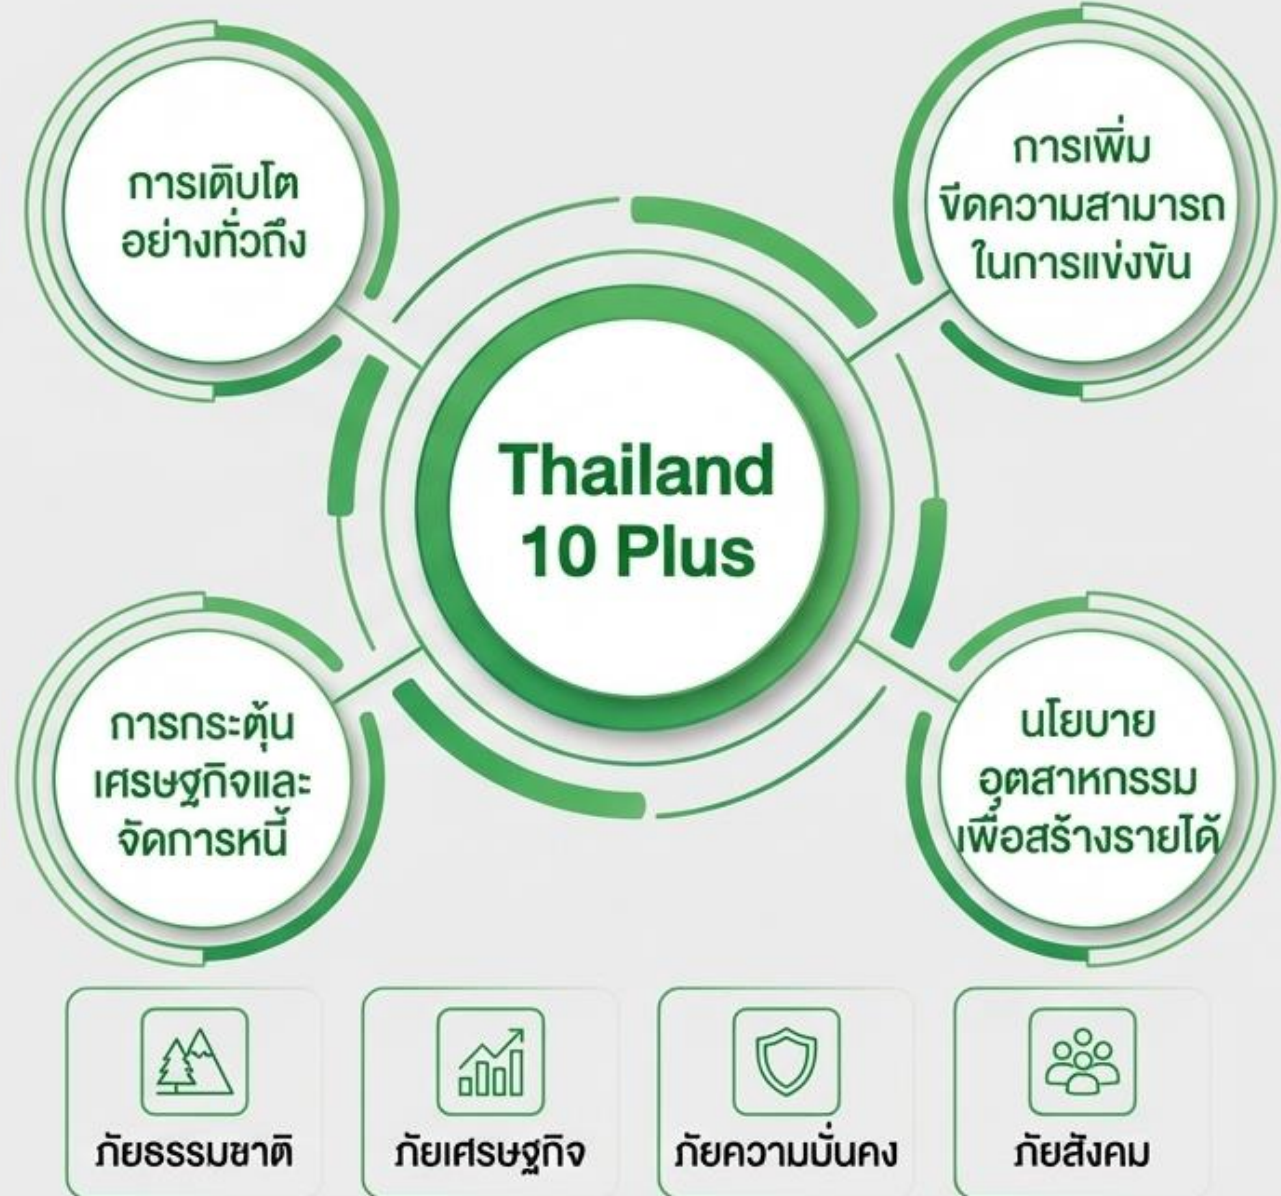 การเติบโต
อย่างทั่วถึง
การเพิ่ม
ขีดความสามารถ
ในการแข่งขัน
Thailand
10 Plus
การกระตุ้น
เศรษฐกิจและ
จัดการหนี้
นโยบาย
อุตสาหกรรม
เพื่อสร้างรายได้
ภัยธรรมชาติ
ภัยเศรษฐกิจ
ภัยความมั่นคง
ภัยสังคม